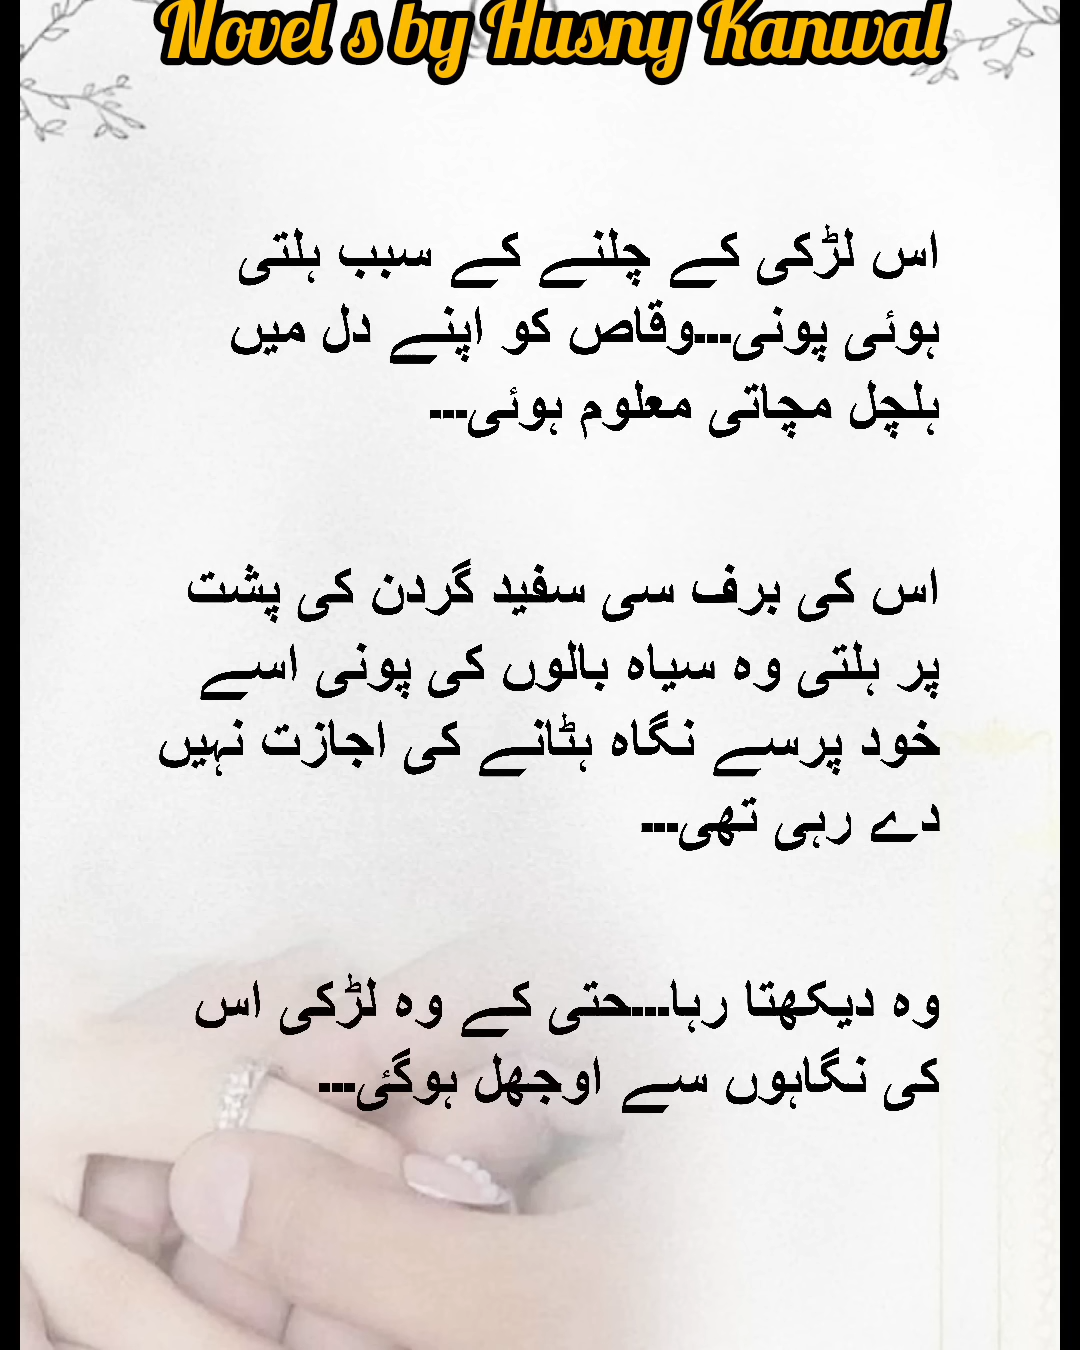 Novel s by Husny Kanwal
اس لڑکی کے چلنے کے سبب ہلتی
ہوئی پونی...وقاص کو اپنے دل میں
ہلچل مچاتی معلوم ہوئی...
اس کی برف سی سفید گردن کی پشت
پر ہلتی وہ سیاہ بالوں کی پونی اسے
خود پرسے نگاہ ہٹانے کی اجازت نہیں
دے رہی تھی...
وہ دیکھتا رہا...حتی کے وہ لڑکی اس
کی نگاہوں سے اوجھل ہوگئی...